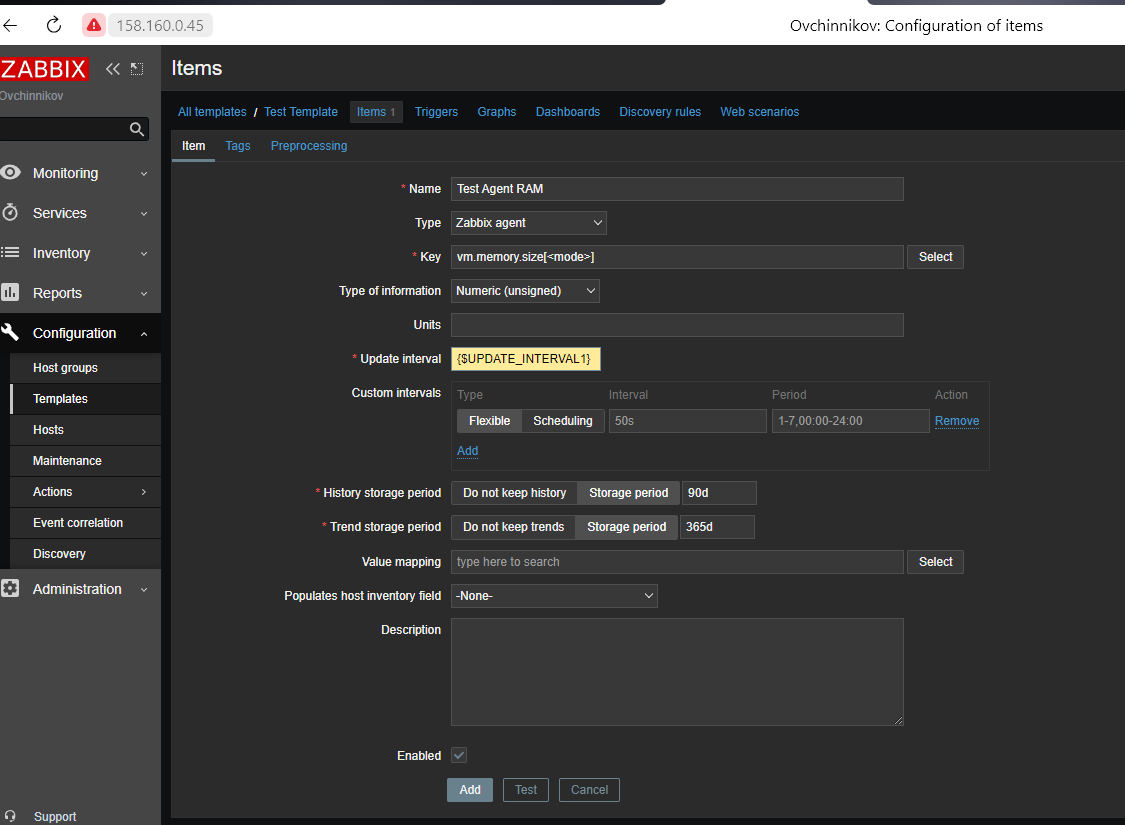 158.160.0.45 Ovchinnikov: Configuration of items
ZABBIX
Ovchinnikov
Monitoring
Services
Inventory
Reports
Configuration
Host groups
Templates
Hosts
Maintenance
Actions
Event correlation
Discovery
Administration
Support
Items
All templates / Test Template Items 1 Triggers Graphs Dashboards Discovery rules Web scenarios
Item Tags Preprocessing
* Name Test Agent RAM
Type Zabbix agent
* Key vm.memory.size[<mode>] Select
Type of information Numeric (unsigned)
Units
* Update interval {$UPDATE_INTERVAL1}
Custom intervals Type Interval Period Action
Flexible Scheduling 50s 1-7,00:00-24:00 Remove
Add
* History storage period Do not keep history Storage period 90d
* Trend storage period Do not keep trends Storage period 365d
Value mapping type here to search Select
Populates host inventory field -None-
Description
Enabled
Add Test Cancel